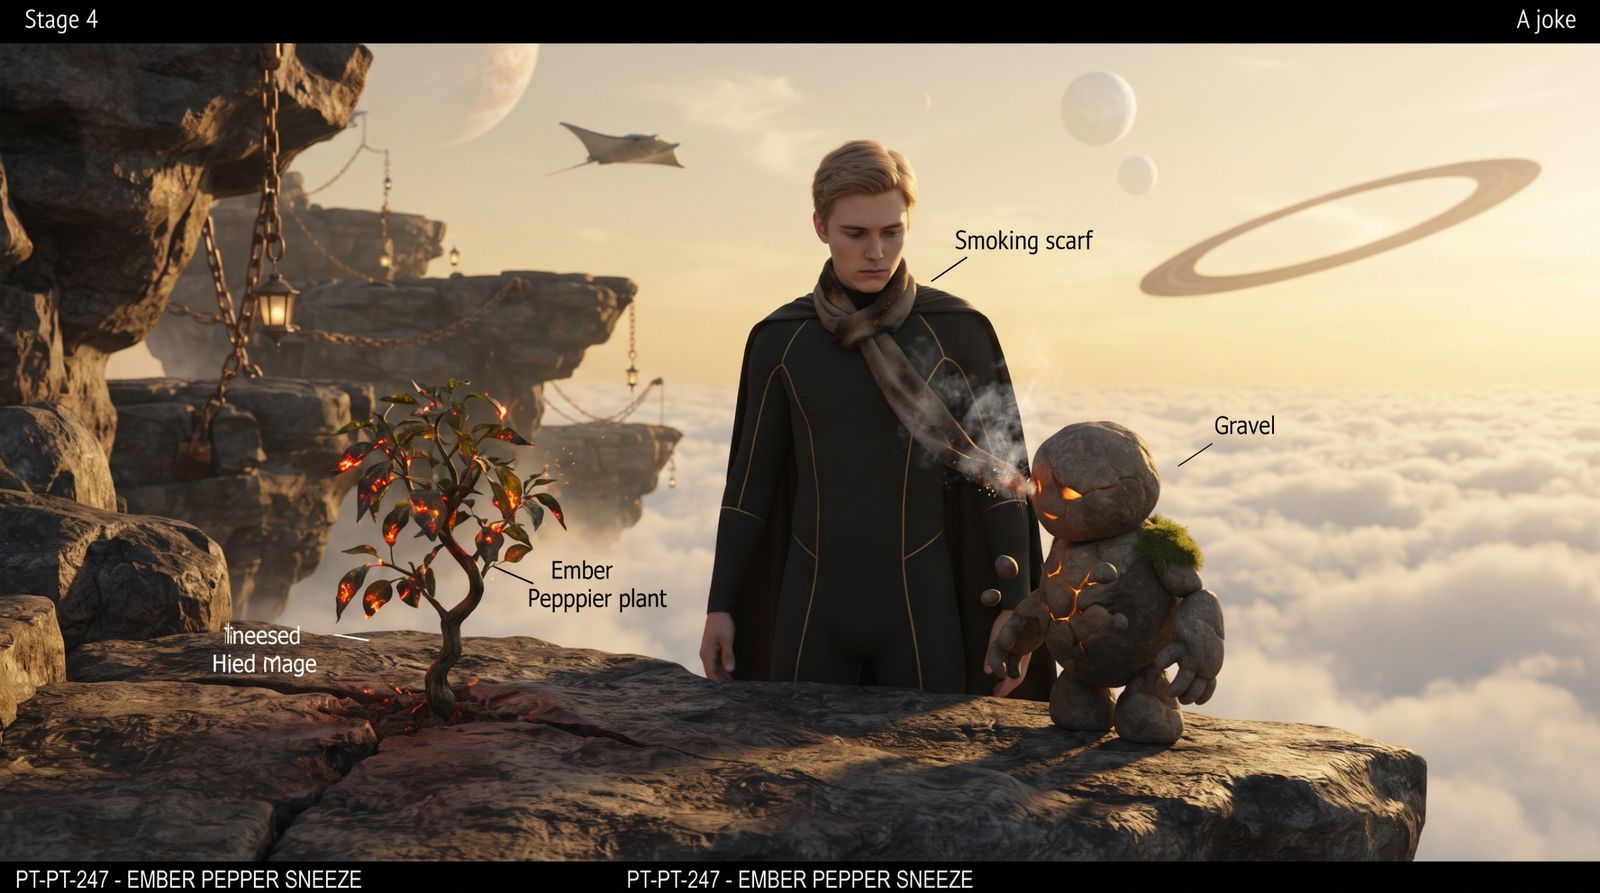 Stage 4
A joke
Smoking scarf
Gravel
Ember
Pepppier plant
Tineesed
Hied mage
PT-PT-247 - EMBER PEPPER SNEEZE
PT-PT-247 - EMBER PEPPER SNEEZE